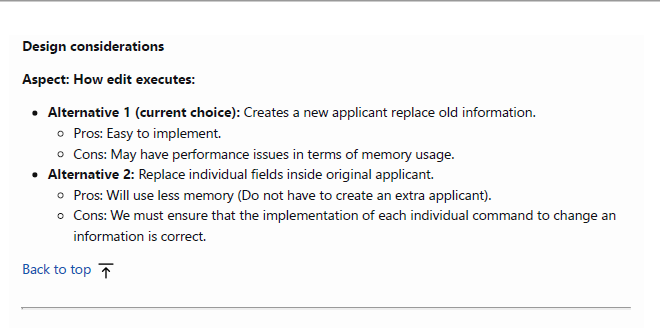 Design considerations
Aspect: How edit executes:
Alternative 1 (current choice): Creates a new applicant replace old information.
Pros: Easy to implement.
Cons: May have performance issues in terms of memory usage.
Alternative 2: Replace individual fields inside original applicant.
Pros: Will use less memory (Do not have to create an extra applicant).
Cons: We must ensure that the implementation of each individual command to change an
information is correct.
Back to top